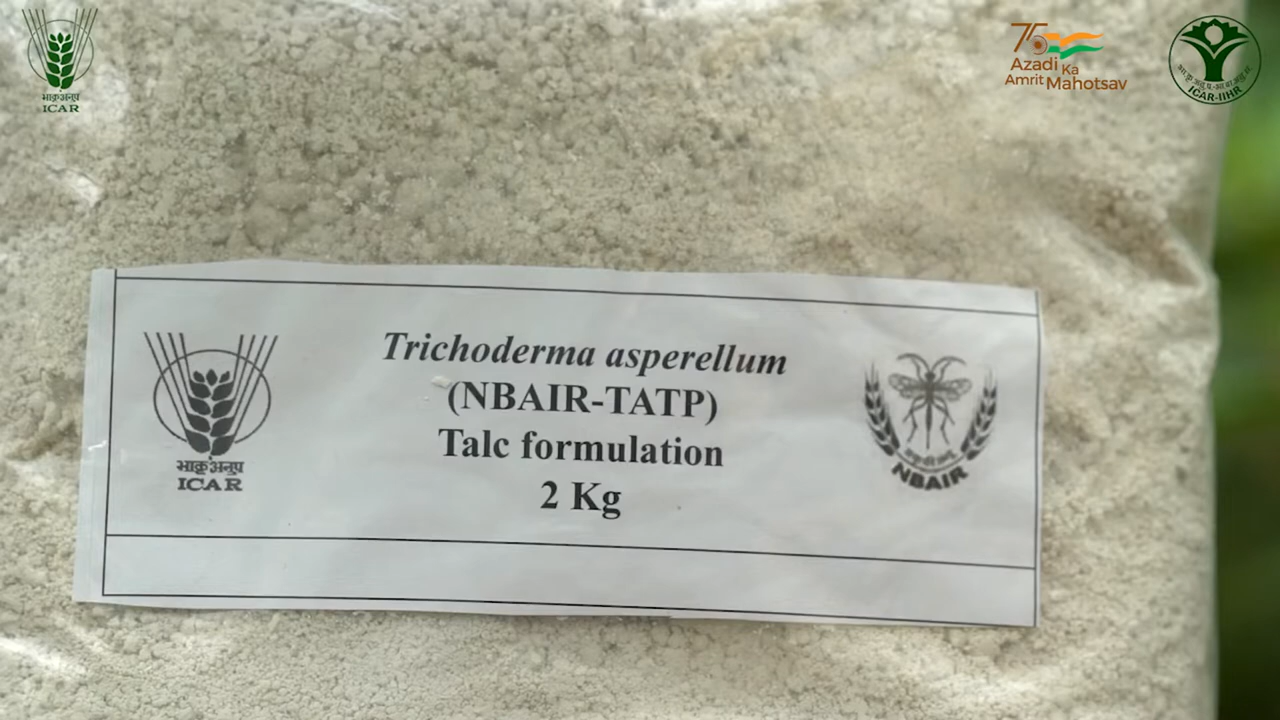 भाकृअनुप
ICAR
75
Azadi
Ka
Amrit Mahotsav
ICAR-IIHR
Trichoderma asperellum
(NBAIR-TATP)
Talc formulation
2 Kg
भाकृअनुप
ICAR
NBAIR